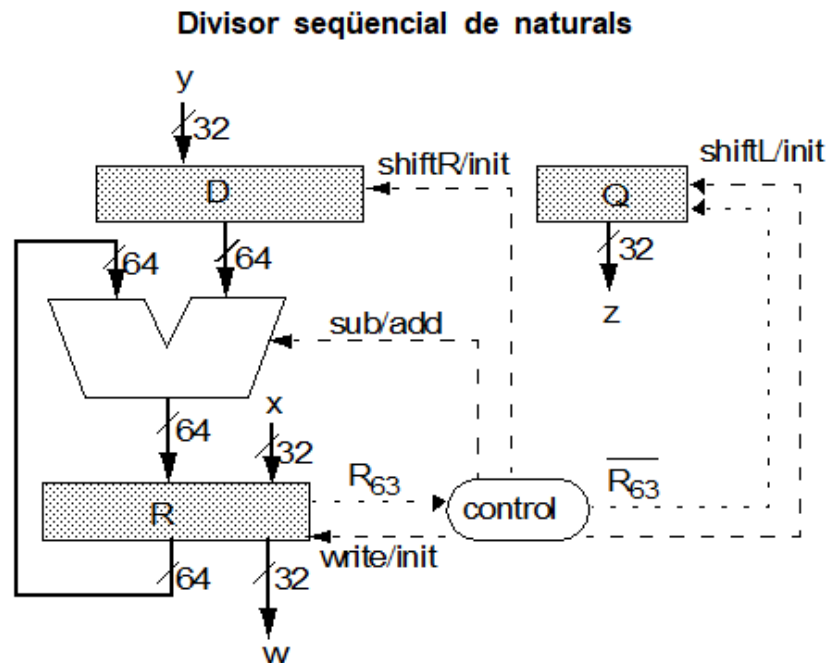 Divisor seqüencial de naturals
y
32
shiftR/init
shiftL/init
D
Q
64
64
32
z
sub/add
64
x
32
R63
R63
R
control
write/init
64
32
w